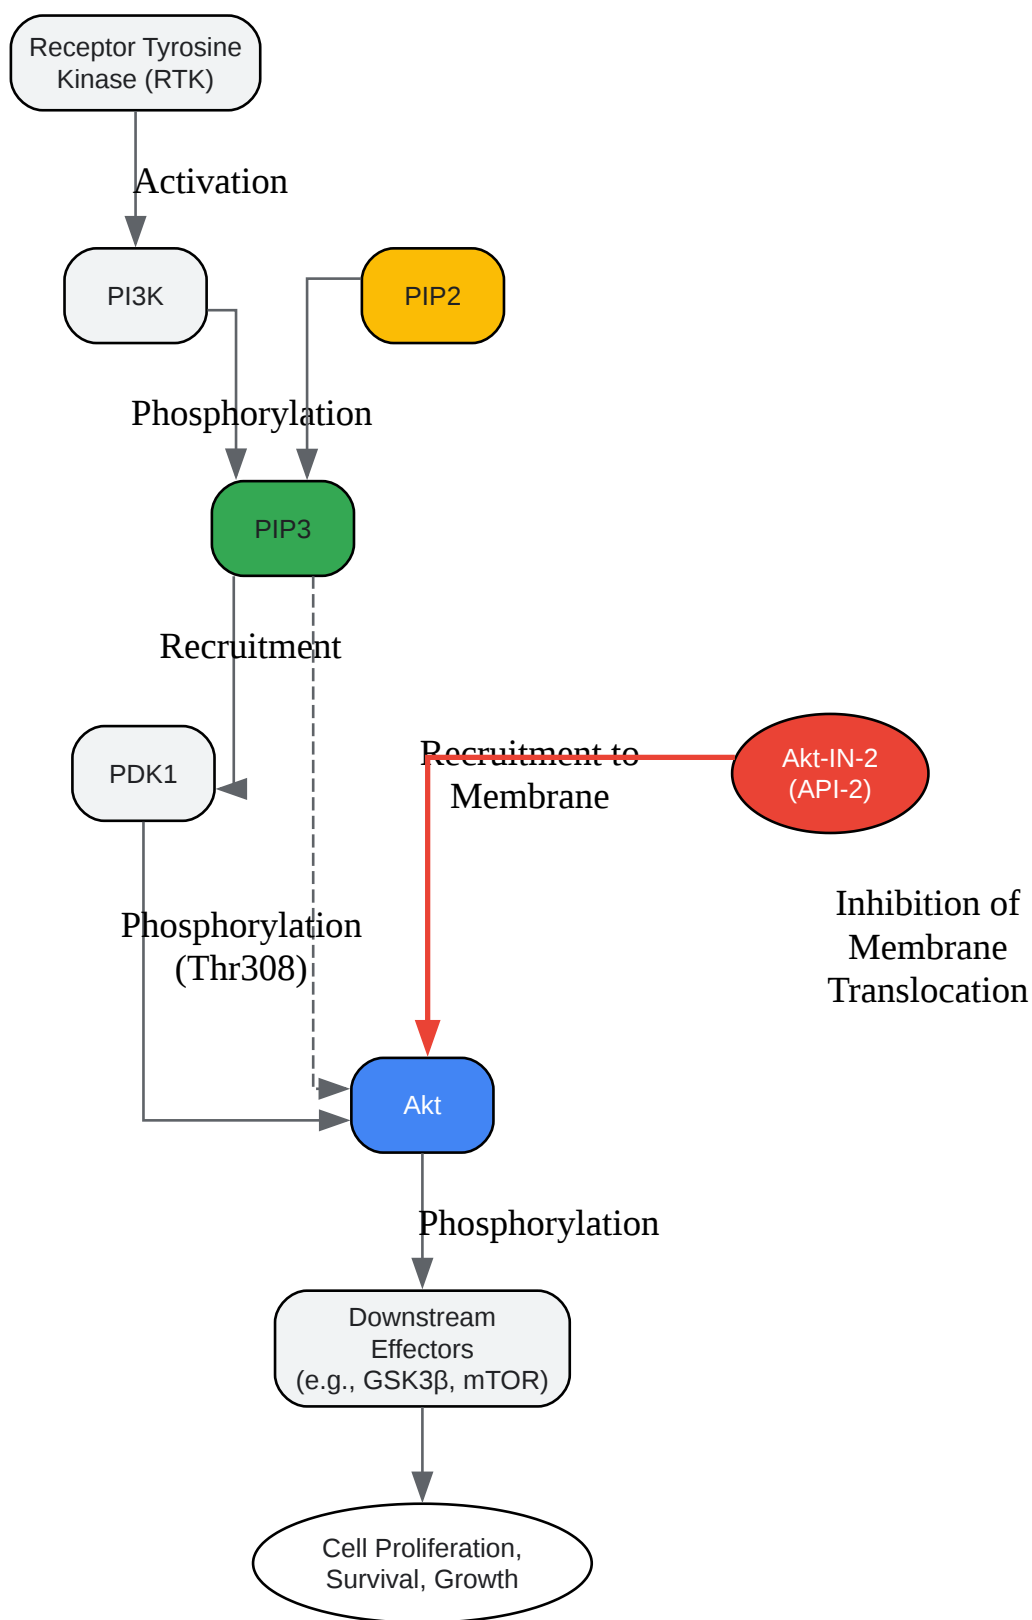 Receptor Tyrosine
Kinase (RTK)
Activation
PI3K
PIP2
Phosphorylation
PIP3
Recruitment
PDK1
Recruitment to
Membrane
Akt-IN-2
(API-2)
Phosphorylation
(Thr308)
Inhibition of
Membrane
Translocation
Akt
Phosphorylation
Downstream
Effectors
(e.g., GSK3β, mTOR)
Cell Proliferation,
Survival, Growth